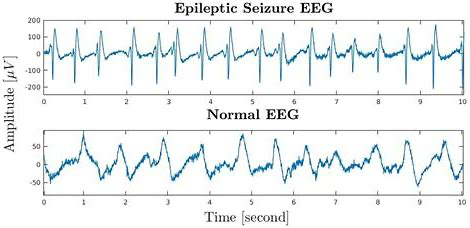 Epileptic Seizure EEG
200
100
0
-100
-200
0 1 2 3 4 5 6 7 8 9 10
Normal EEG
50
0
-50
0 1 2 3 4 5 6 7 8 9 10
Amplitude [μV]
Time [second]